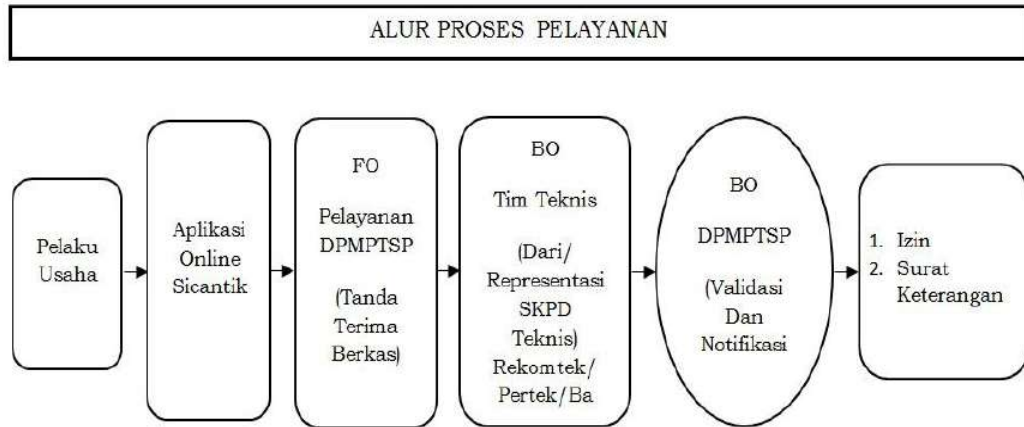 ALUR PROSES PELAYANAN
Pelaku
Usaha
Aplikasi
Online
Sicantik
FO
Pelayanan
DPMPTSP
(Tanda
Terima
Berkas)
BO
Tim Teknis
(Dari/
Representasi
SKPD
Teknis)
Rekomtek/
Pertek/Ba
BO
DPMPTSP
(Validasi
Dan
Notifikasi
1. Izin
2. Surat
Keterangan